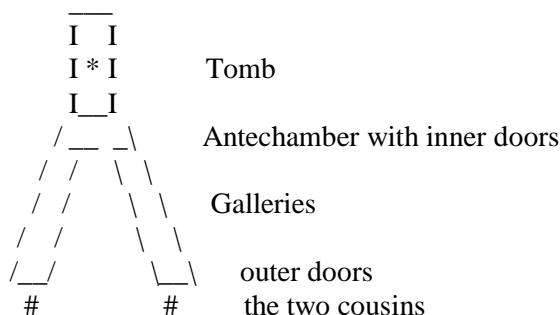 Tomb
Antechamber with inner doors
Galleries
outer doors
the two cousins